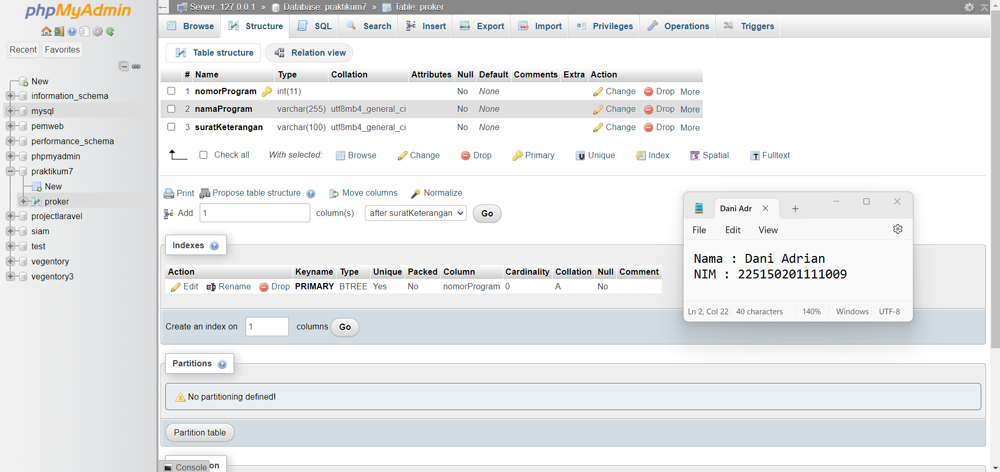 phpMyAdmin
Recent Favorites
New
information_schema
mysql
pemweb
performance_schema
phpmyadmin
praktikum7
New
proker
projectlaravel
siam
test
vegentory
vegentory3
Server: 127.0.0.1 » Database: praktikum7 » Table: proker
Browse Structure SQL Search Insert Export Import Privileges Operations Triggers
Table structure Relation view
# Name Type Collation Attributes Null Default Comments Extra Action
1 nomorProgram int(11) No None Change Drop More
2 namaProgram varchar(255) utf8mb4_general_ci No None Change Drop More
3 suratKeterangan varchar(100) utf8mb4_general_ci No None Change Drop More
Check all With selected: Browse Change Drop Primary Unique Index Spatial Fulltext
Print Propose table structure Move columns Normalize
Add 1 column(s) after suratKeterangan Go
Indexes
Action Keyname Type Unique Packed Column Cardinality Collation Null Comment
Edit Rename Drop PRIMARY BTREE Yes No nomorProgram 0 A No
Create an index on 1 columns Go
Partitions
No partitioning defined!
Partition table
Console on
Dani Adr
File Edit View
Nama : Dani Adrian
NIM : 225150201111009
Ln 2, Col 22 40 characters 140% Windows UTF-8